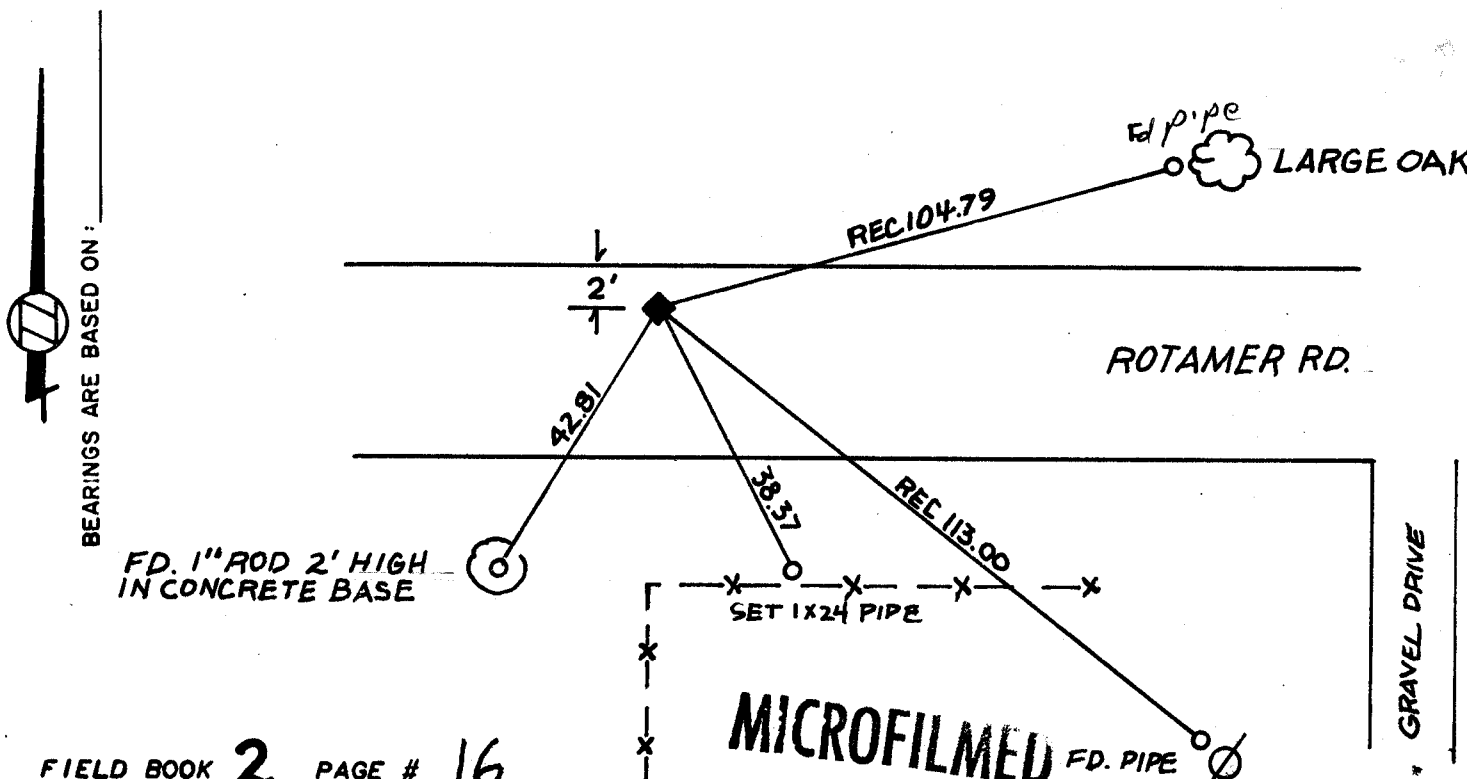 BEARINGS ARE BASED ON:
Fd pipe
LARGE OAK
REC.104.79
2'
ROTAMER RD.
42.81
38.37
REC 113.00
FD. 1" ROD 2' HIGH
IN CONCRETE BASE
SET 1X24 PIPE
GRAVEL DRIVE
MICROFILMED
FD. PIPE
FIELD BOOK 2 PAGE # 16